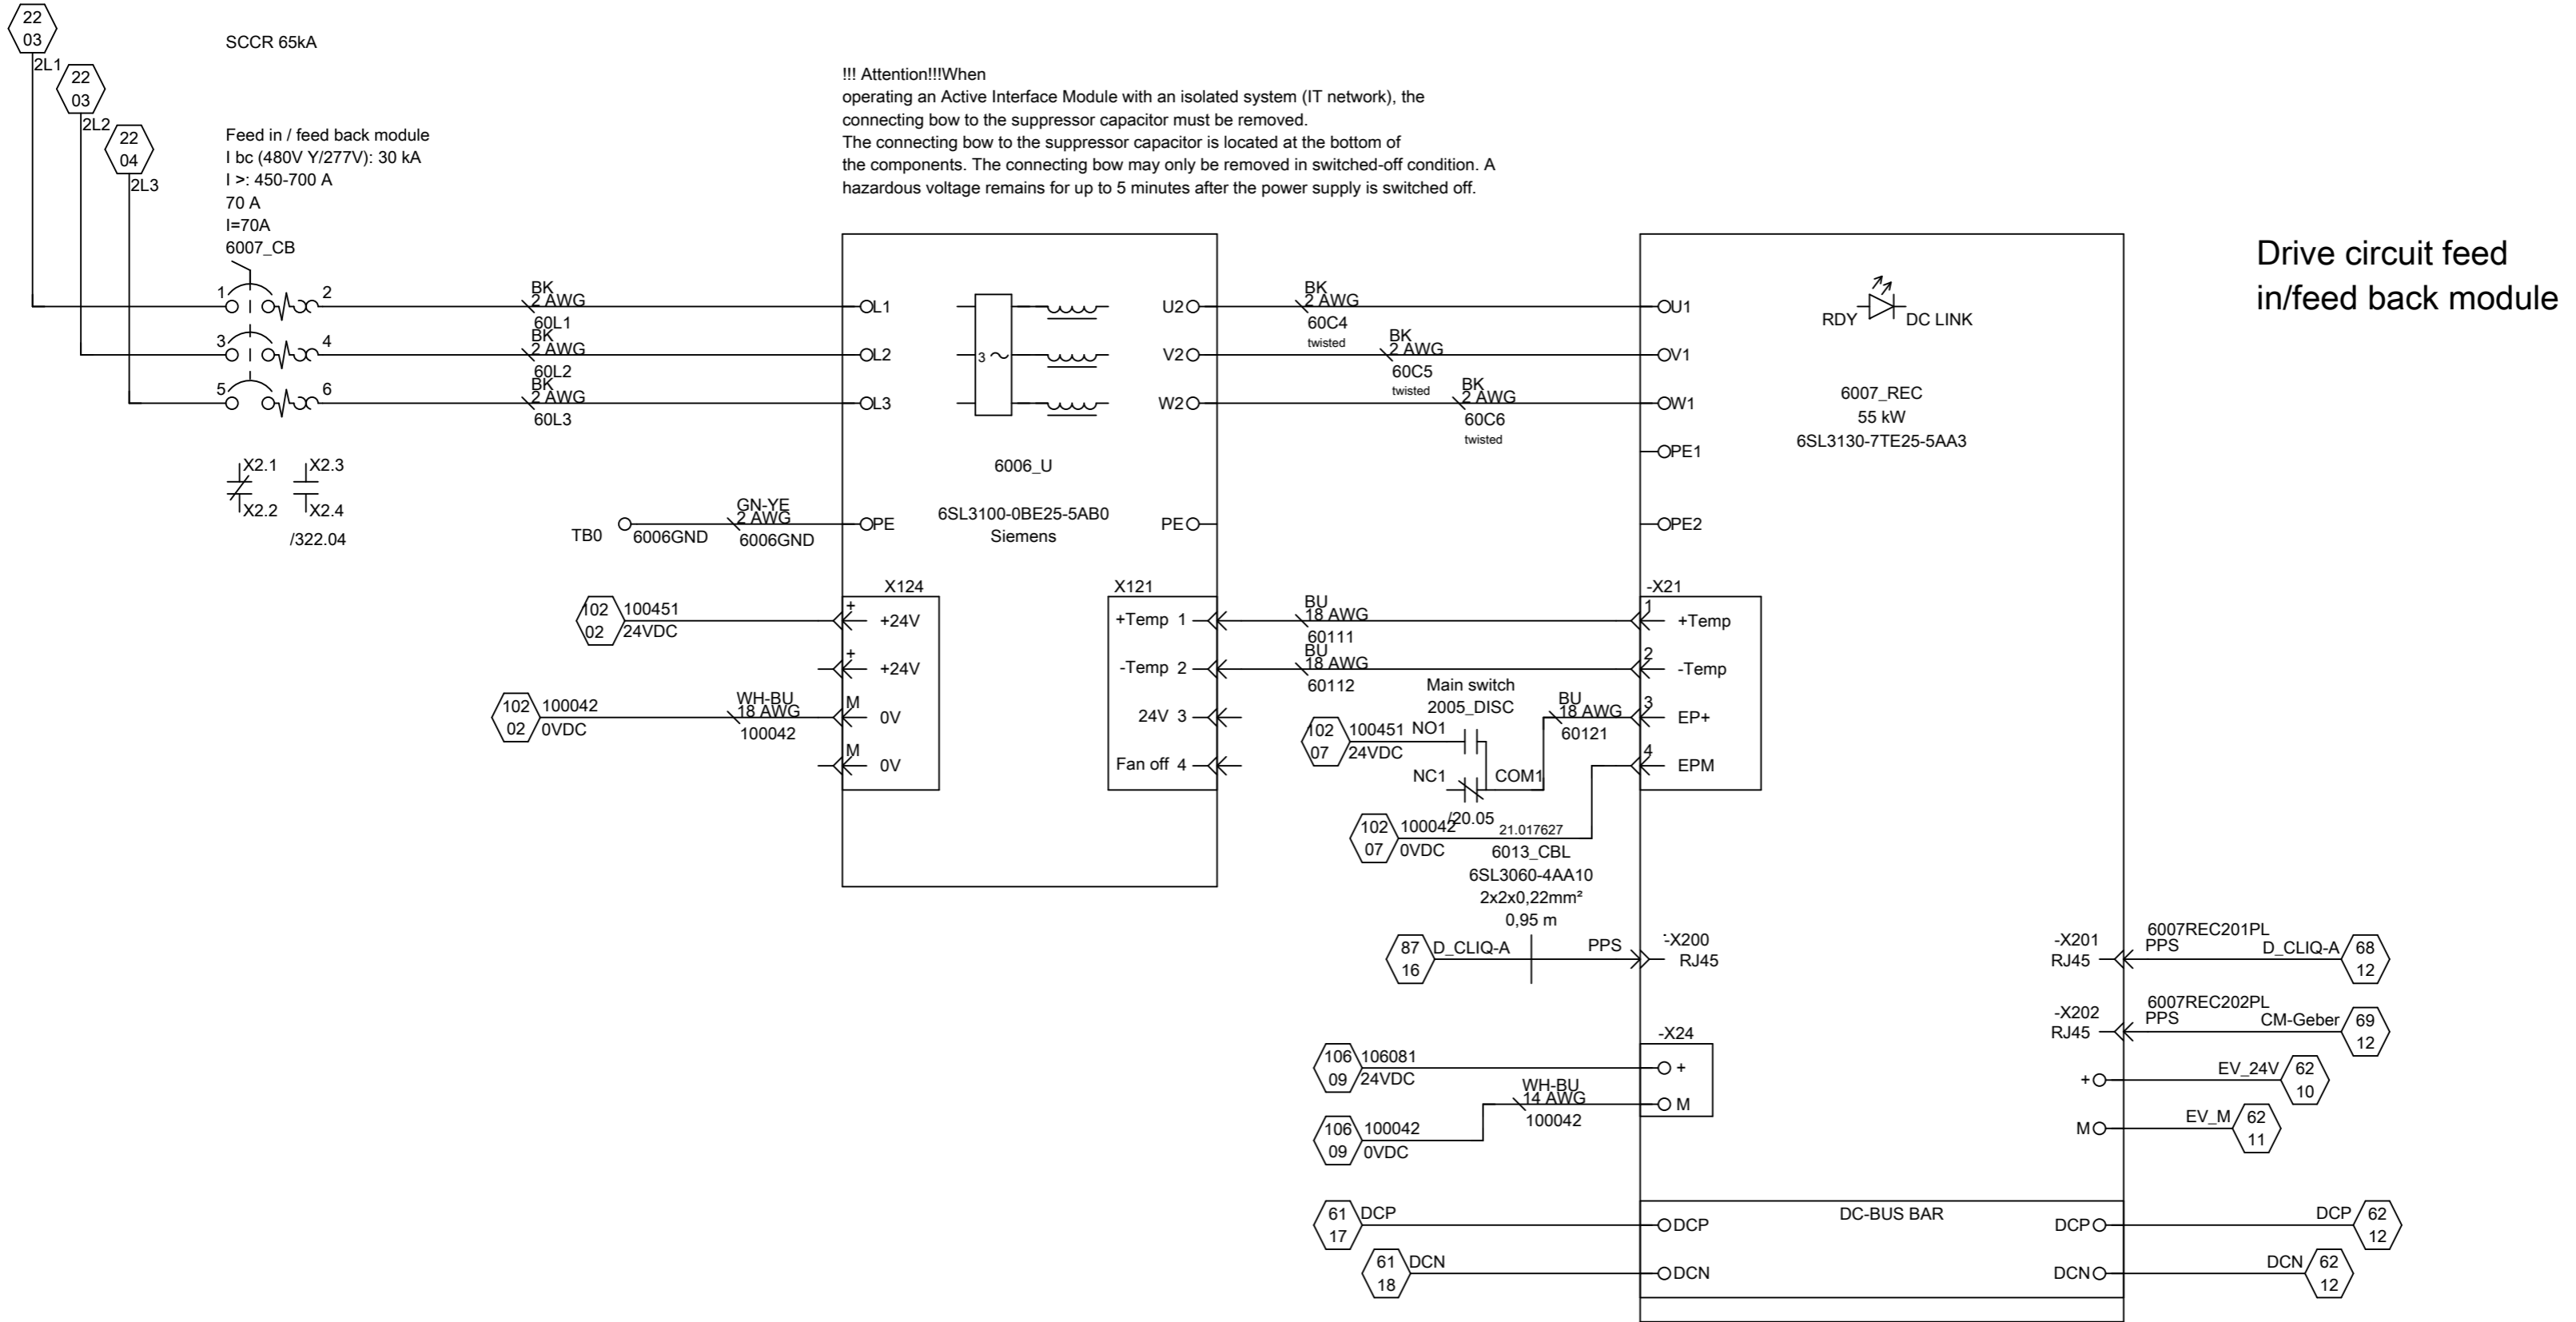 22
03
2L1
22
03
2L2
22
04
2L3
SCCR 65kA
Feed in / feed back module
I bc (480V Y/277V): 30 kA
I >: 450-700 A
70 A
I=70A
6007_CB
!!! Attention!!!When
operating an Active Interface Module with an isolated system (IT network), the
connecting bow to the suppressor capacitor must be removed.
The connecting bow to the suppressor capacitor is located at the bottom of
the components. The connecting bow may only be removed in switched-off condition. A
hazardous voltage remains for up to 5 minutes after the power supply is switched off.
Drive circuit feed
in/feed back module
1
2
3
4
5
6
BK
2 AWG
60L1
BK
2 AWG
60L2
BK
2 AWG
60L3
X2.1
X2.2
X2.3
X2.4
/322.04
L1
L2
L3
3
U2
V2
W2
6006_U
6SL3100-0BE25-5AB0
Siemens
TB0
6006GND
GN-YE
2 AWG
6006GND
PE
PE
BK
2 AWG
60C4
twisted
BK
2 AWG
60C5
twisted
BK
2 AWG
60C6
twisted
U1
V1
W1
PE1
PE2
RDY
DC LINK
6007_REC
55 kW
6SL3130-7TE25-5AA3
102
02
100451
24VDC
102
02
100042
0VDC
WH-BU
18 AWG
100042
X124
+
+24V
+
+24V
M
0V
M
0V
X121
+Temp 1
-Temp 2
24V 3
Fan off 4
BU
18 AWG
60111
BU
18 AWG
60112
Main switch
2005_DISC
102
07
100451
24VDC
NO1
NC1
COM1
/20.05
BU
18 AWG
60121
102
07
100042
0VDC
21.017627
6013_CBL
6SL3060-4AA10
2x2x0,22mm²
0,95 m
-X21
1
+Temp
2
-Temp
3
EP+
4
EPM
87
16
D_CLIQ-A
PPS
-X200
RJ45
-X201
RJ45
6007REC201PL
PPS
D_CLIQ-A
68
12
-X202
RJ45
6007REC202PL
PPS
CM-Geber
69
12
-X24
106
09
106081
24VDC
+
WH-BU
14 AWG
100042
M
106
09
100042
0VDC
+
EV_24V
62
10
M
EV_M
62
11
61
17
DCP
DCP
DC-BUS BAR
DCP
DCP
62
12
61
18
DCN
DCN
DCN
DCN
62
12